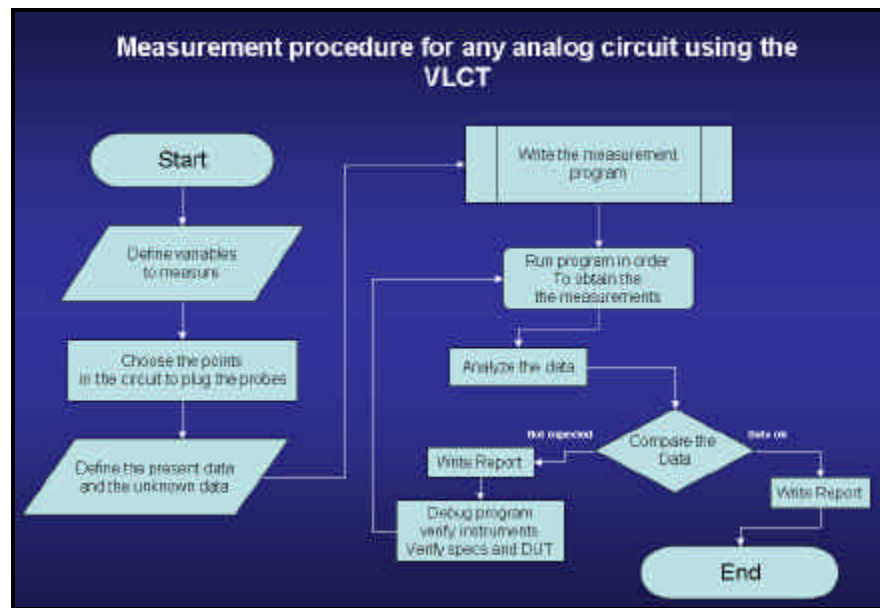 Measurement procedure for any analog circuit using the
VLCT
Start
Define variables
to measure
Choose the points
in the circuit to plug the probes
Define the present data
and the unknown data
Write the measurement
program
Run program in order
To obtain the
the measurements
Analyze the data
Compare the
Data
Not expected
Data ok
Write Report
Debug program
verify instruments
Verify specs and DUT
Write Report
End